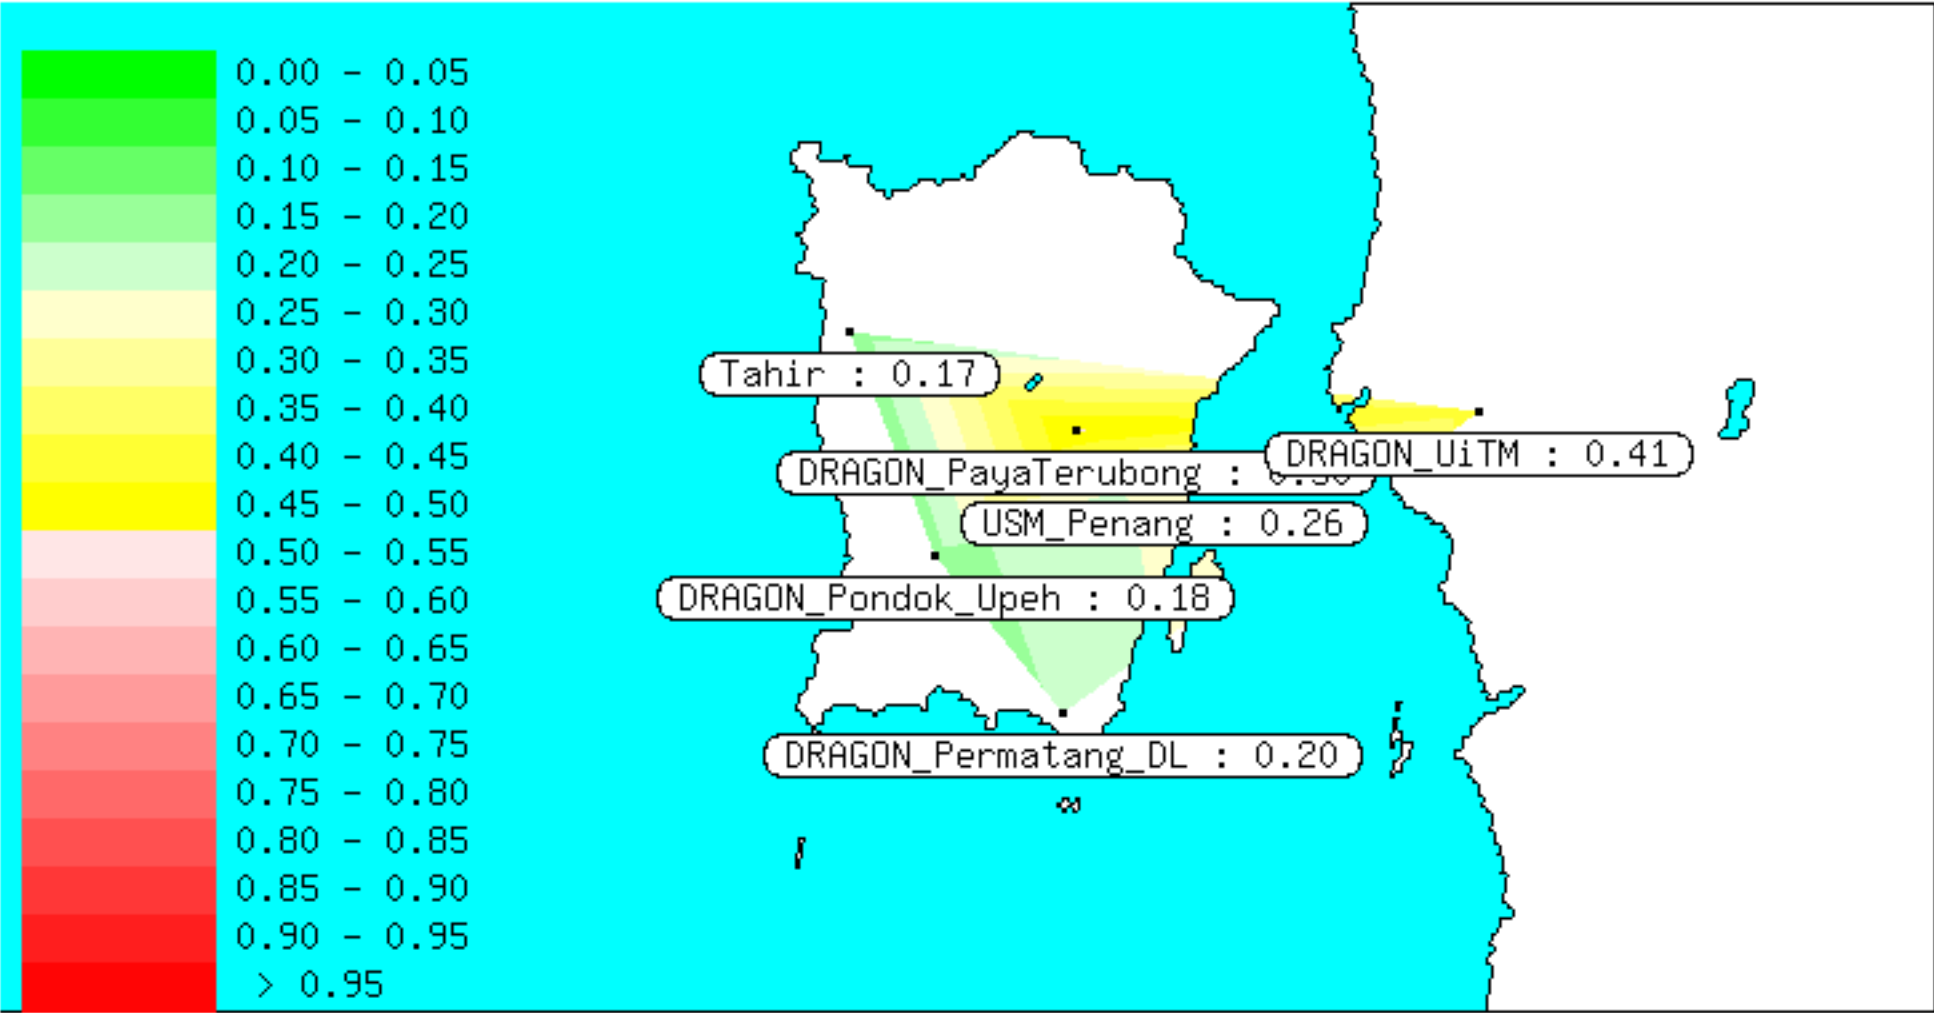 0.00 - 0.05
0.05 - 0.10
0.10 - 0.15
0.15 - 0.20
0.20 - 0.25
0.25 - 0.30
0.30 - 0.35
0.35 - 0.40
0.40 - 0.45
0.45 - 0.50
0.50 - 0.55
0.55 - 0.60
0.60 - 0.65
0.65 - 0.70
0.70 - 0.75
0.75 - 0.80
0.80 - 0.85
0.85 - 0.90
0.90 - 0.95
> 0.95
Tahir : 0.17
DRAGON_UiTM : 0.41
DRAGON_PayaTerubong :
USM_Penang : 0.26
DRAGON_Pondok_Upeh : 0.18
DRAGON_Permatang_DL : 0.20